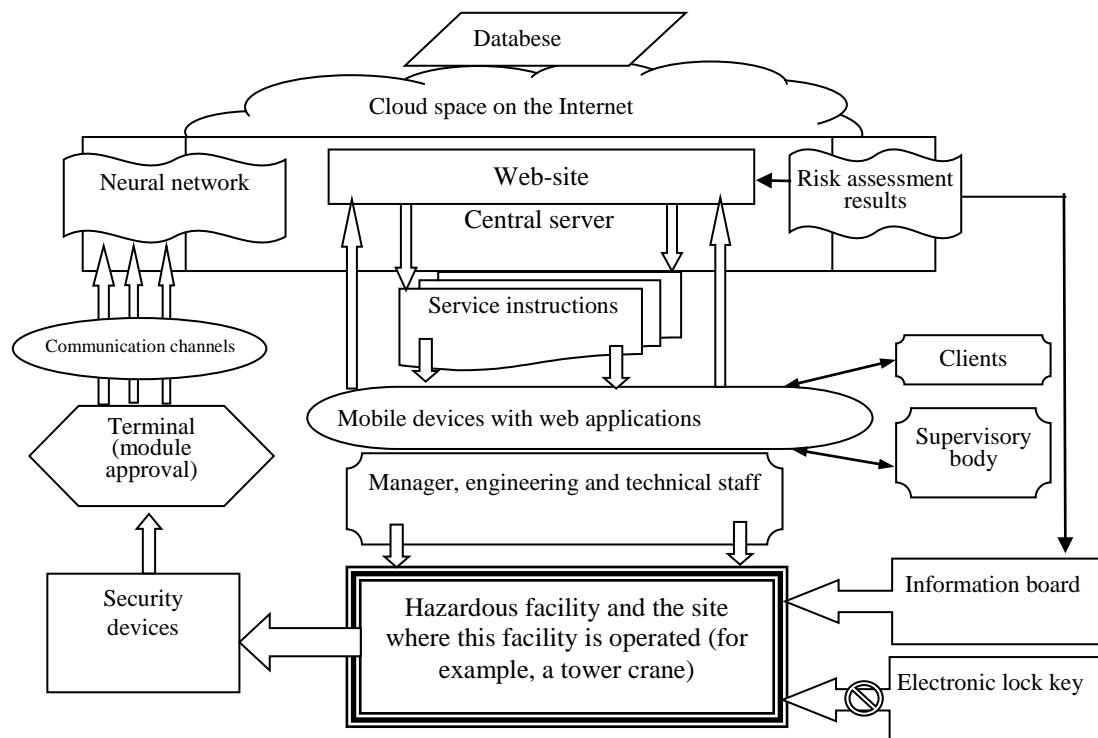 Databese
Cloud space on the Internet
Neural network
Web-site
Risk assessment
results
Central server
Service instructions
Communication channels
Clients
Mobile devices with web applications
Terminal
(module
approval)
Supervisory
body
Manager, engineering and technical staff
Security
devices
Hazardous facility and the site
where this facility is operated (for
example, a tower crane)
Information board
Electronic lock key